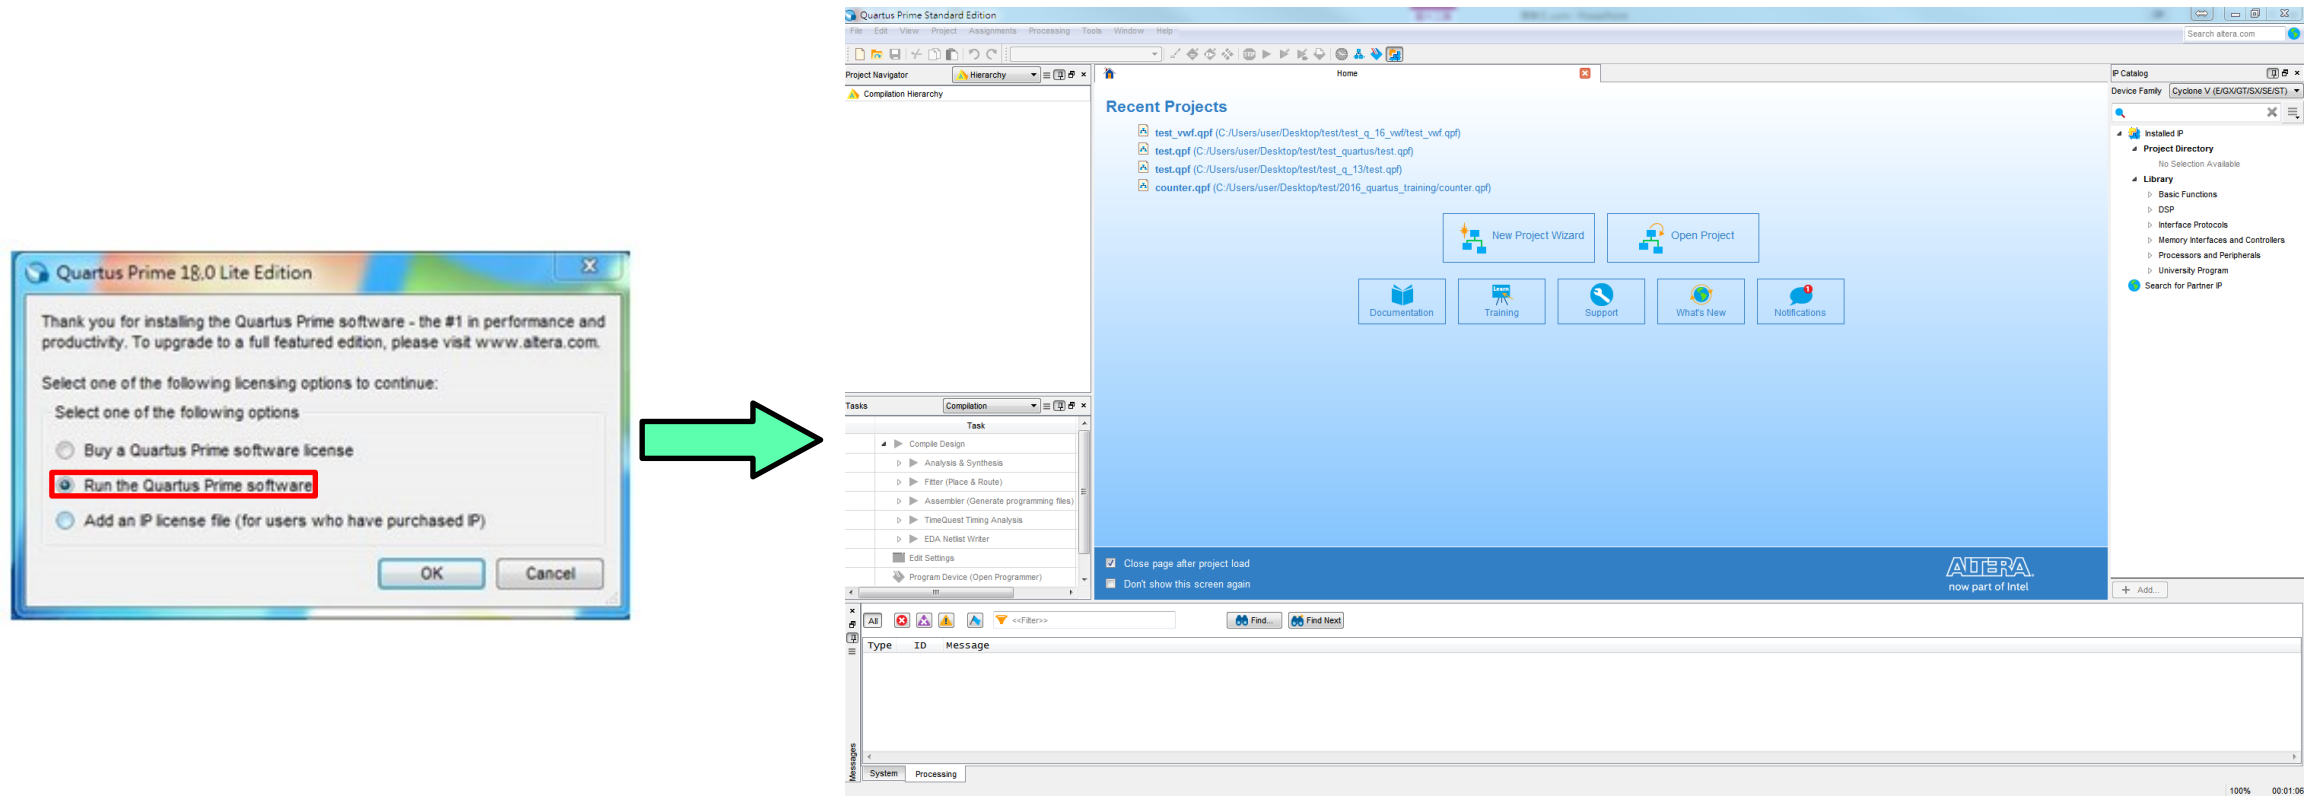 Quartus Prime 18.0 Lite Edition
Thank you for installing the Quartus Prime software - the #1 in performance and
productivity. To upgrade to a full featured edition, please visit www.altera.com.
Select one of the following licensing options to continue:
Select one of the following options
Buy a Quartus Prime software license
Run the Quartus Prime software
Add an IP license file (for users who have purchased IP)
OK Cancel
Quartus Prime Standard Edition
File Edit View Project Assignments Processing Tools Window Help
Search altera.com
Project Navigator Hierarchy
Compilation Hierarchy
Home
Recent Projects
test_vwf.qpf (C:/Users/user/Desktop/test/test_q_16_vwf/test_vwf.qpf)
test.qpf (C:/Users/user/Desktop/test/test_quartus/test.qpf)
test.qpf (C:/Users/user/Desktop/test/test_q_13/test.qpf)
counter.qpf (C:/Users/user/Desktop/test/2016_quartus_training/counter.qpf)
New Project Wizard Open Project
Learn
1
Documentation Training Support What's New Notifications
Close page after project load
Don't show this screen again
ALTERA
now part of Intel
IP Catalog
Device Family Cyclone V (E/GX/GT/SX/SE/ST)
Installed IP
Project Directory
No Selection Available
Library
Basic Functions
DSP
Interface Protocols
Memory Interfaces and Controllers
Processors and Peripherals
University Program
Search for Partner IP
+ Add...
Tasks Compilation
Task
Compile Design
Analysis & Synthesis
Fitter (Place & Route)
Assembler (Generate programming files)
TimeQuest Timing Analysis
EDA Netlist Writer
Edit Settings
Program Device (Open Programmer)
All <<Filter>> Find... Find Next
Type ID Message
Messages
System Processing
100% 00:01:06